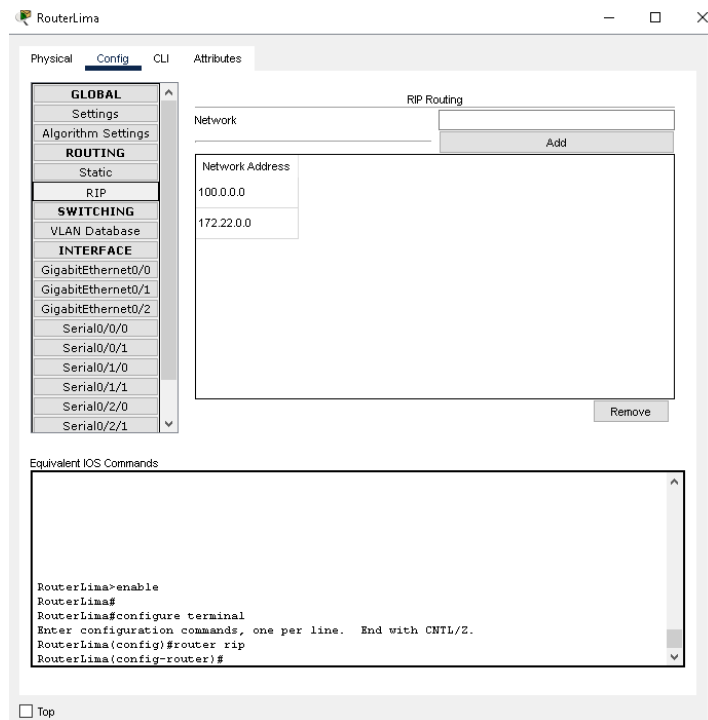 RouterLima
Physical Config CLI Attributes
GLOBAL
Settings
Algorithm Settings
ROUTING
Static
RIP
SWITCHING
VLAN Database
INTERFACE
GigabitEthernet0/0
GigabitEthernet0/1
GigabitEthernet0/2
Serial0/0/0
Serial0/0/1
Serial0/1/0
Serial0/1/1
Serial0/2/0
Serial0/2/1
RIP Routing
Network
Add
Network Address
100.0.0.0
172.22.0.0
Remove
Equivalent IOS Commands
RouterLima>enable
RouterLima#
RouterLima#configure terminal
Enter configuration commands, one per line. End with CNTL/Z.
RouterLima(config)#router rip
RouterLima(config-router)#
Top